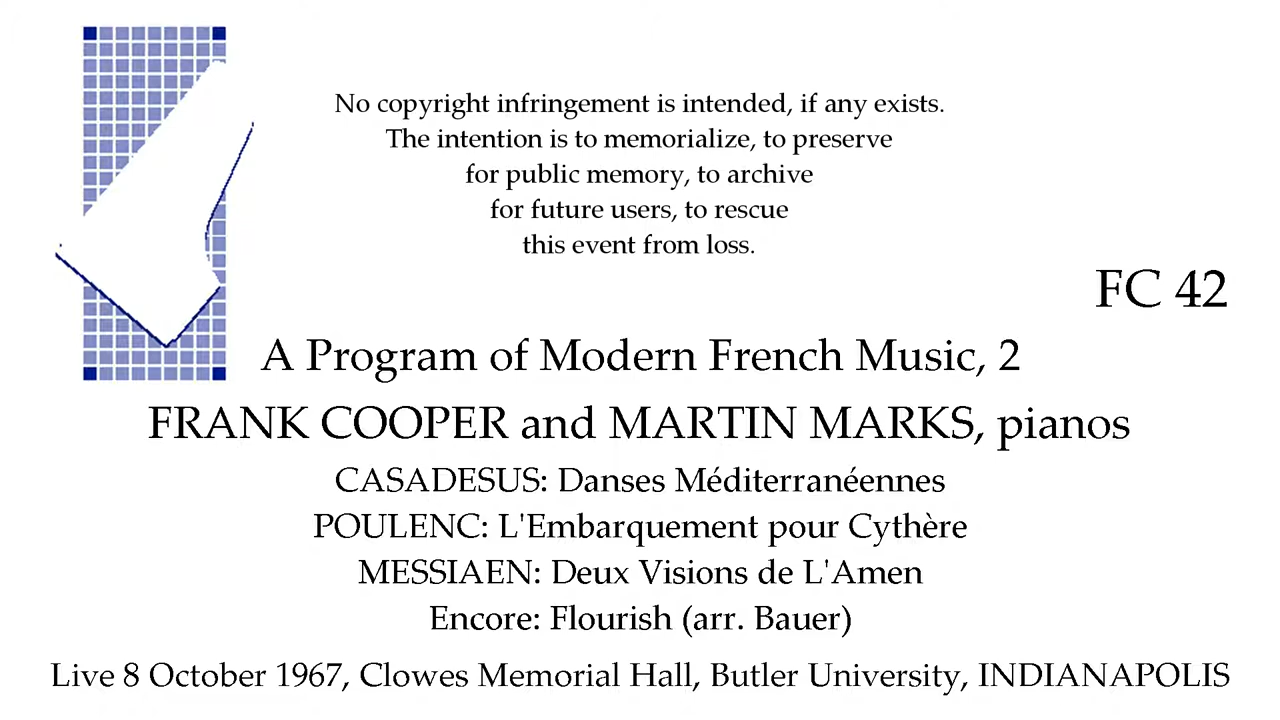 No copyright infringement is intended, if any exists.
The intention is to memorialize, to preserve
for public memory, to archive
for future users, to rescue
this event from loss.
FC 42
A Program of Modern French Music, 2
FRANK COOPER and MARTIN MARKS, pianos
CASADESUS: Danses Méditerranéennes
POULENC: L'Embarquement pour Cythère
MESSIAEN: Deux Visions de L'Amen
Encore: Flourish (arr. Bauer)
Live 8 October 1967, Clowes Memorial Hall, Butler University, INDIANAPOLIS